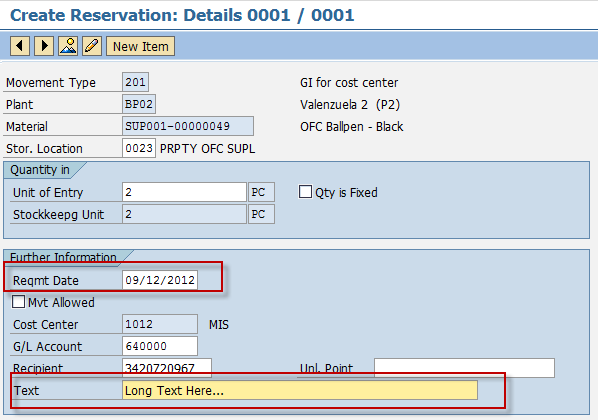 Create Reservation: Details 0001 / 0001
New Item
Movement Type 201 GI for cost center
Plant BP02 Valenzuela 2 (P2)
Material SUP001-00000049 OFC Ballpen - Black
Stor. Location 0023 PRPTY OFC SUPL
Quantity in
Unit of Entry 2 PC Qty is Fixed
Stockkeepg Unit 2 PC
Further Information
Reqmt Date 09/12/2012
Mvt Allowed
Cost Center 1012 MIS
G/L Account 640000
Recipient 3420720967 Unl. Point
Text Long Text Here...